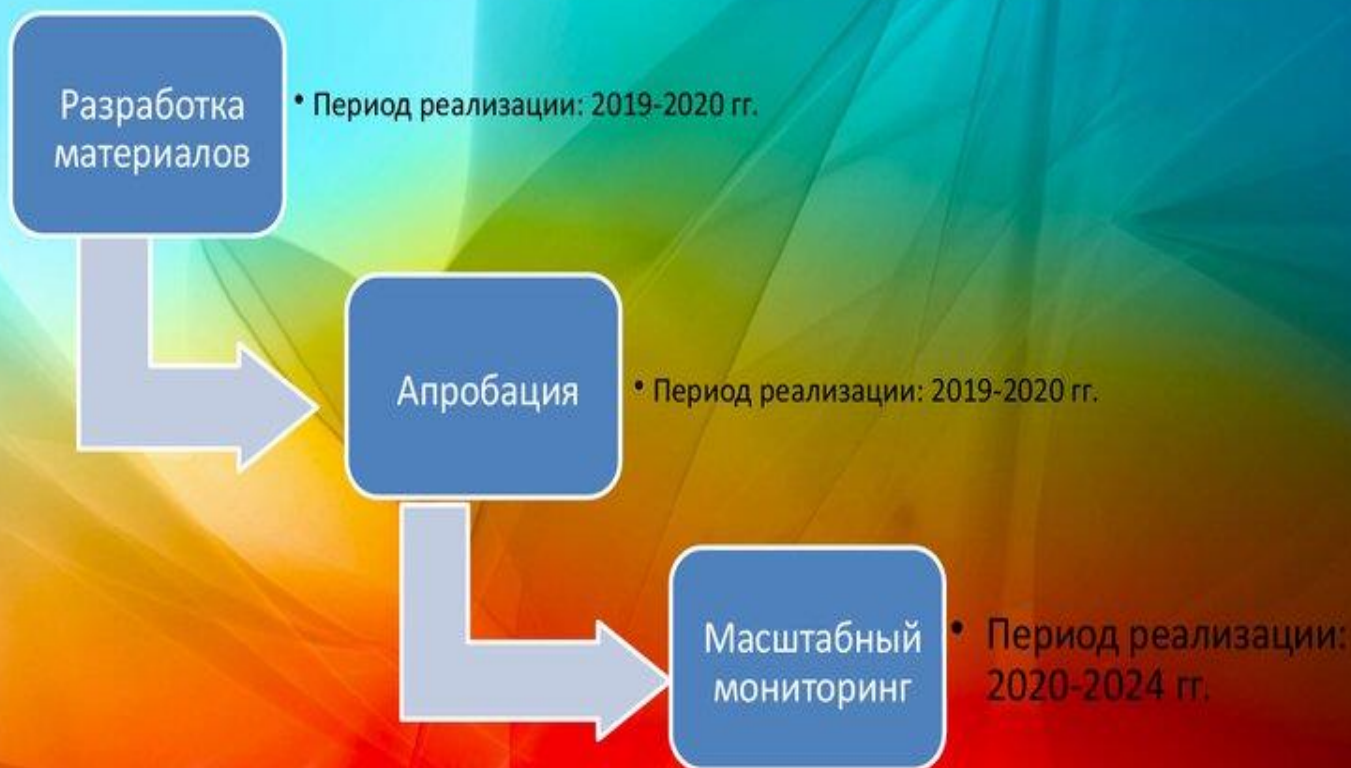 Разработка
материалов
• Период реализации: 2019-2020 гг.
Апробация
• Период реализации: 2019-2020 гг.
Масштабный
мониторинг
• Период реализации:
2020-2024 гг.